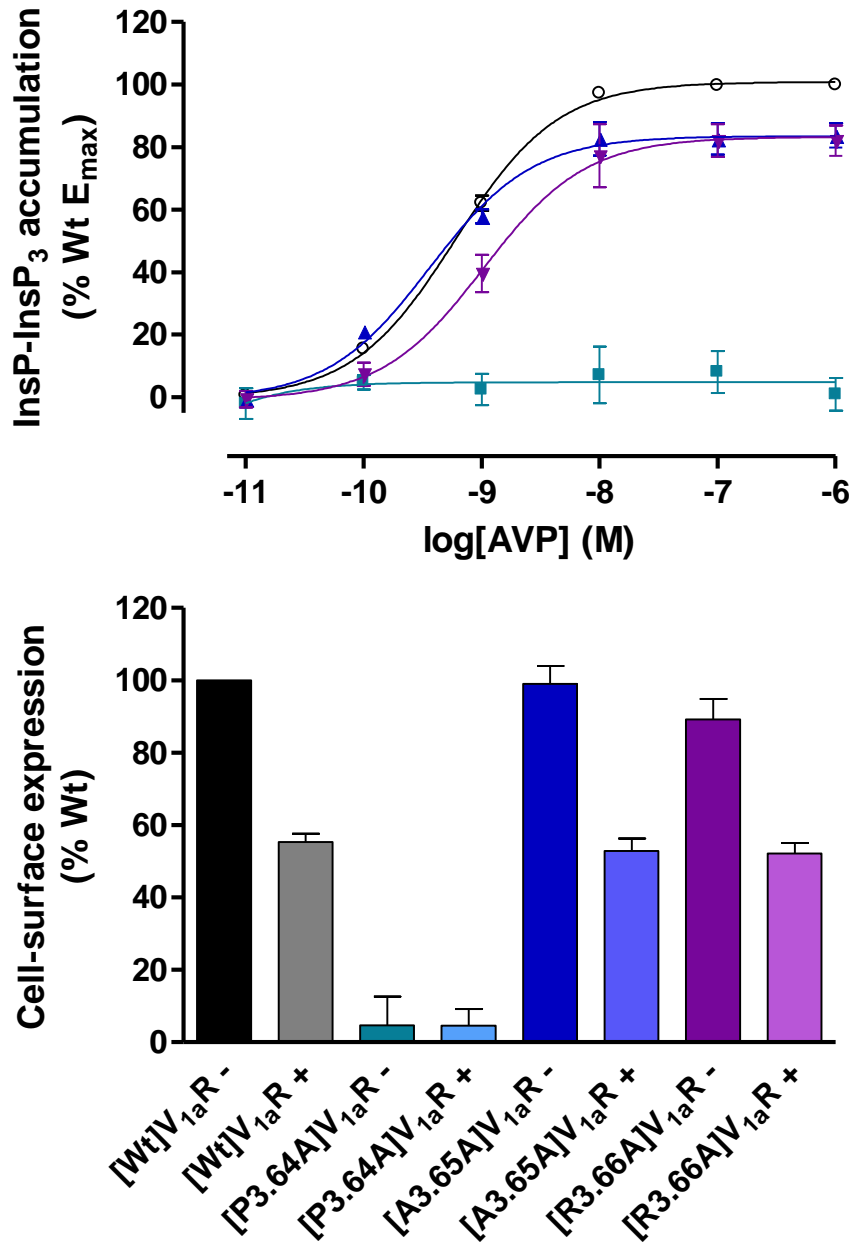 InsP-InsP3 accumulation
(% Wt Emax)
120
100
80
60
40
20
0
-11 -10 -9 -8 -7 -6
log[AVP] (M)
Cell-surface expression
(% Wt)
120
100
80
60
40
20
0
[Wt]V1aR -
[Wt]V1aR +
[P3.64A]V1aR -
[P3.64A]V1aR +
[A3.65A]V1aR -
[A3.65A]V1aR +
[R3.66A]V1aR -
[R3.66A]V1aR +